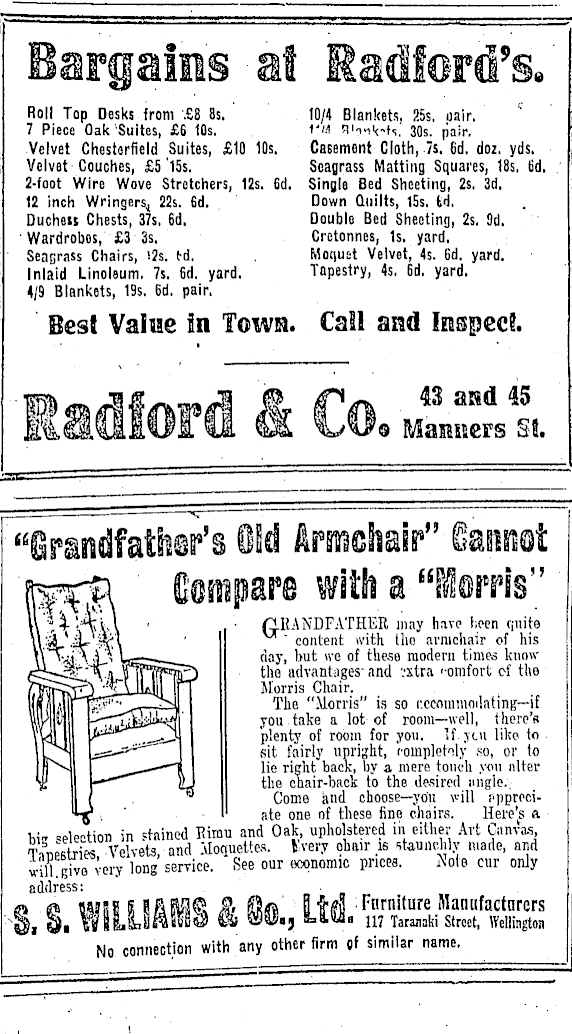 Bargains at Radford's.
Roll Top Desks from £8 8s.
7 Piece Oak Suites, £6 10s.
Velvet Chesterfield Suites, £10 10s.
Velvet Couches, £5 15s.
2-foot Wire Wove Stretchers, 12s. 6d.
12 inch Wringers, 22s. 6d.
Duchess Chests, 37s. 6d.
Wardrobes, £3 3s.
Seagrass Chairs, 12s.
Inlaid Linoleum. 7s. 6d. yard.
4/9 Blankets, 19s. 6d. pair.
10/4 Blankets, 25s. pair.
Blankets, 30s. pair.
Casement Cloth, 7s. 6d. doz. yds.
Seagrass Matting Squares, 18s. 6d.
Single Bed Sheeting, 2s. 3d.
Down Quilts, 15s. 6d.
Double Bed Sheeting, 2s. 9d.
Cretonnes, 1s. yard.
Moquet Velvet, 4s. 6d. yard.
Tapestry, 4s. 6d. yard.
Best Value in Town. Call and Inspect.
Radford & Co. 43 and 45
Manners St.
"Grandfather's Old Armchair" Cannot
Compare with a "Morris"
GRANDFATHER may have been quite
content with the armchair of his
day, but we of these modern times know
the advantages and extra comfort of the
Morris Chair.
The "Morris" is so accommodating—if
you take a lot of room—well, there's
plenty of room for you. If you like to
sit fairly upright, completely so, or to
lie right back, by a mere touch you alter
the chair-back to the desired angle.
Come and choose—you will appreci-
ate one of these fine chairs. Here's a
big selection in stained Rimu and Oak, upholstered in either Art Canvas,
Tapestries, Velvets, and Moquettes. Every chair is staunchly made, and
will give very long service. See our economic prices. Note our only
address:
S. S. WILLIAMS & Co., Ltd. Furniture Manufacturers
117 Taranaki Street, Wellington
No connection with any other firm of similar name.